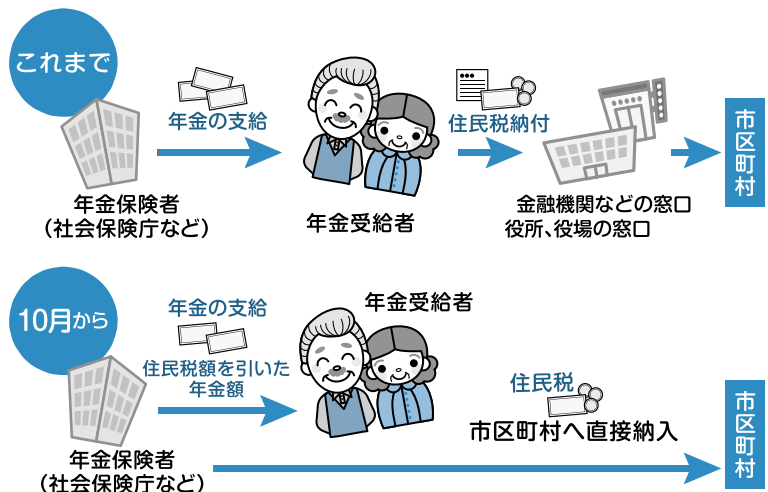 これまで
年金の支給
住民税納付
年金保険者
（社会保険庁など）
年金受給者
金融機関などの窓口
役所、役場の窓口
市区町村
10月から
年金の支給
住民税額を引いた
年金額
年金受給者
住民税
市区町村へ直接納入
年金保険者
（社会保険庁など）
市区町村